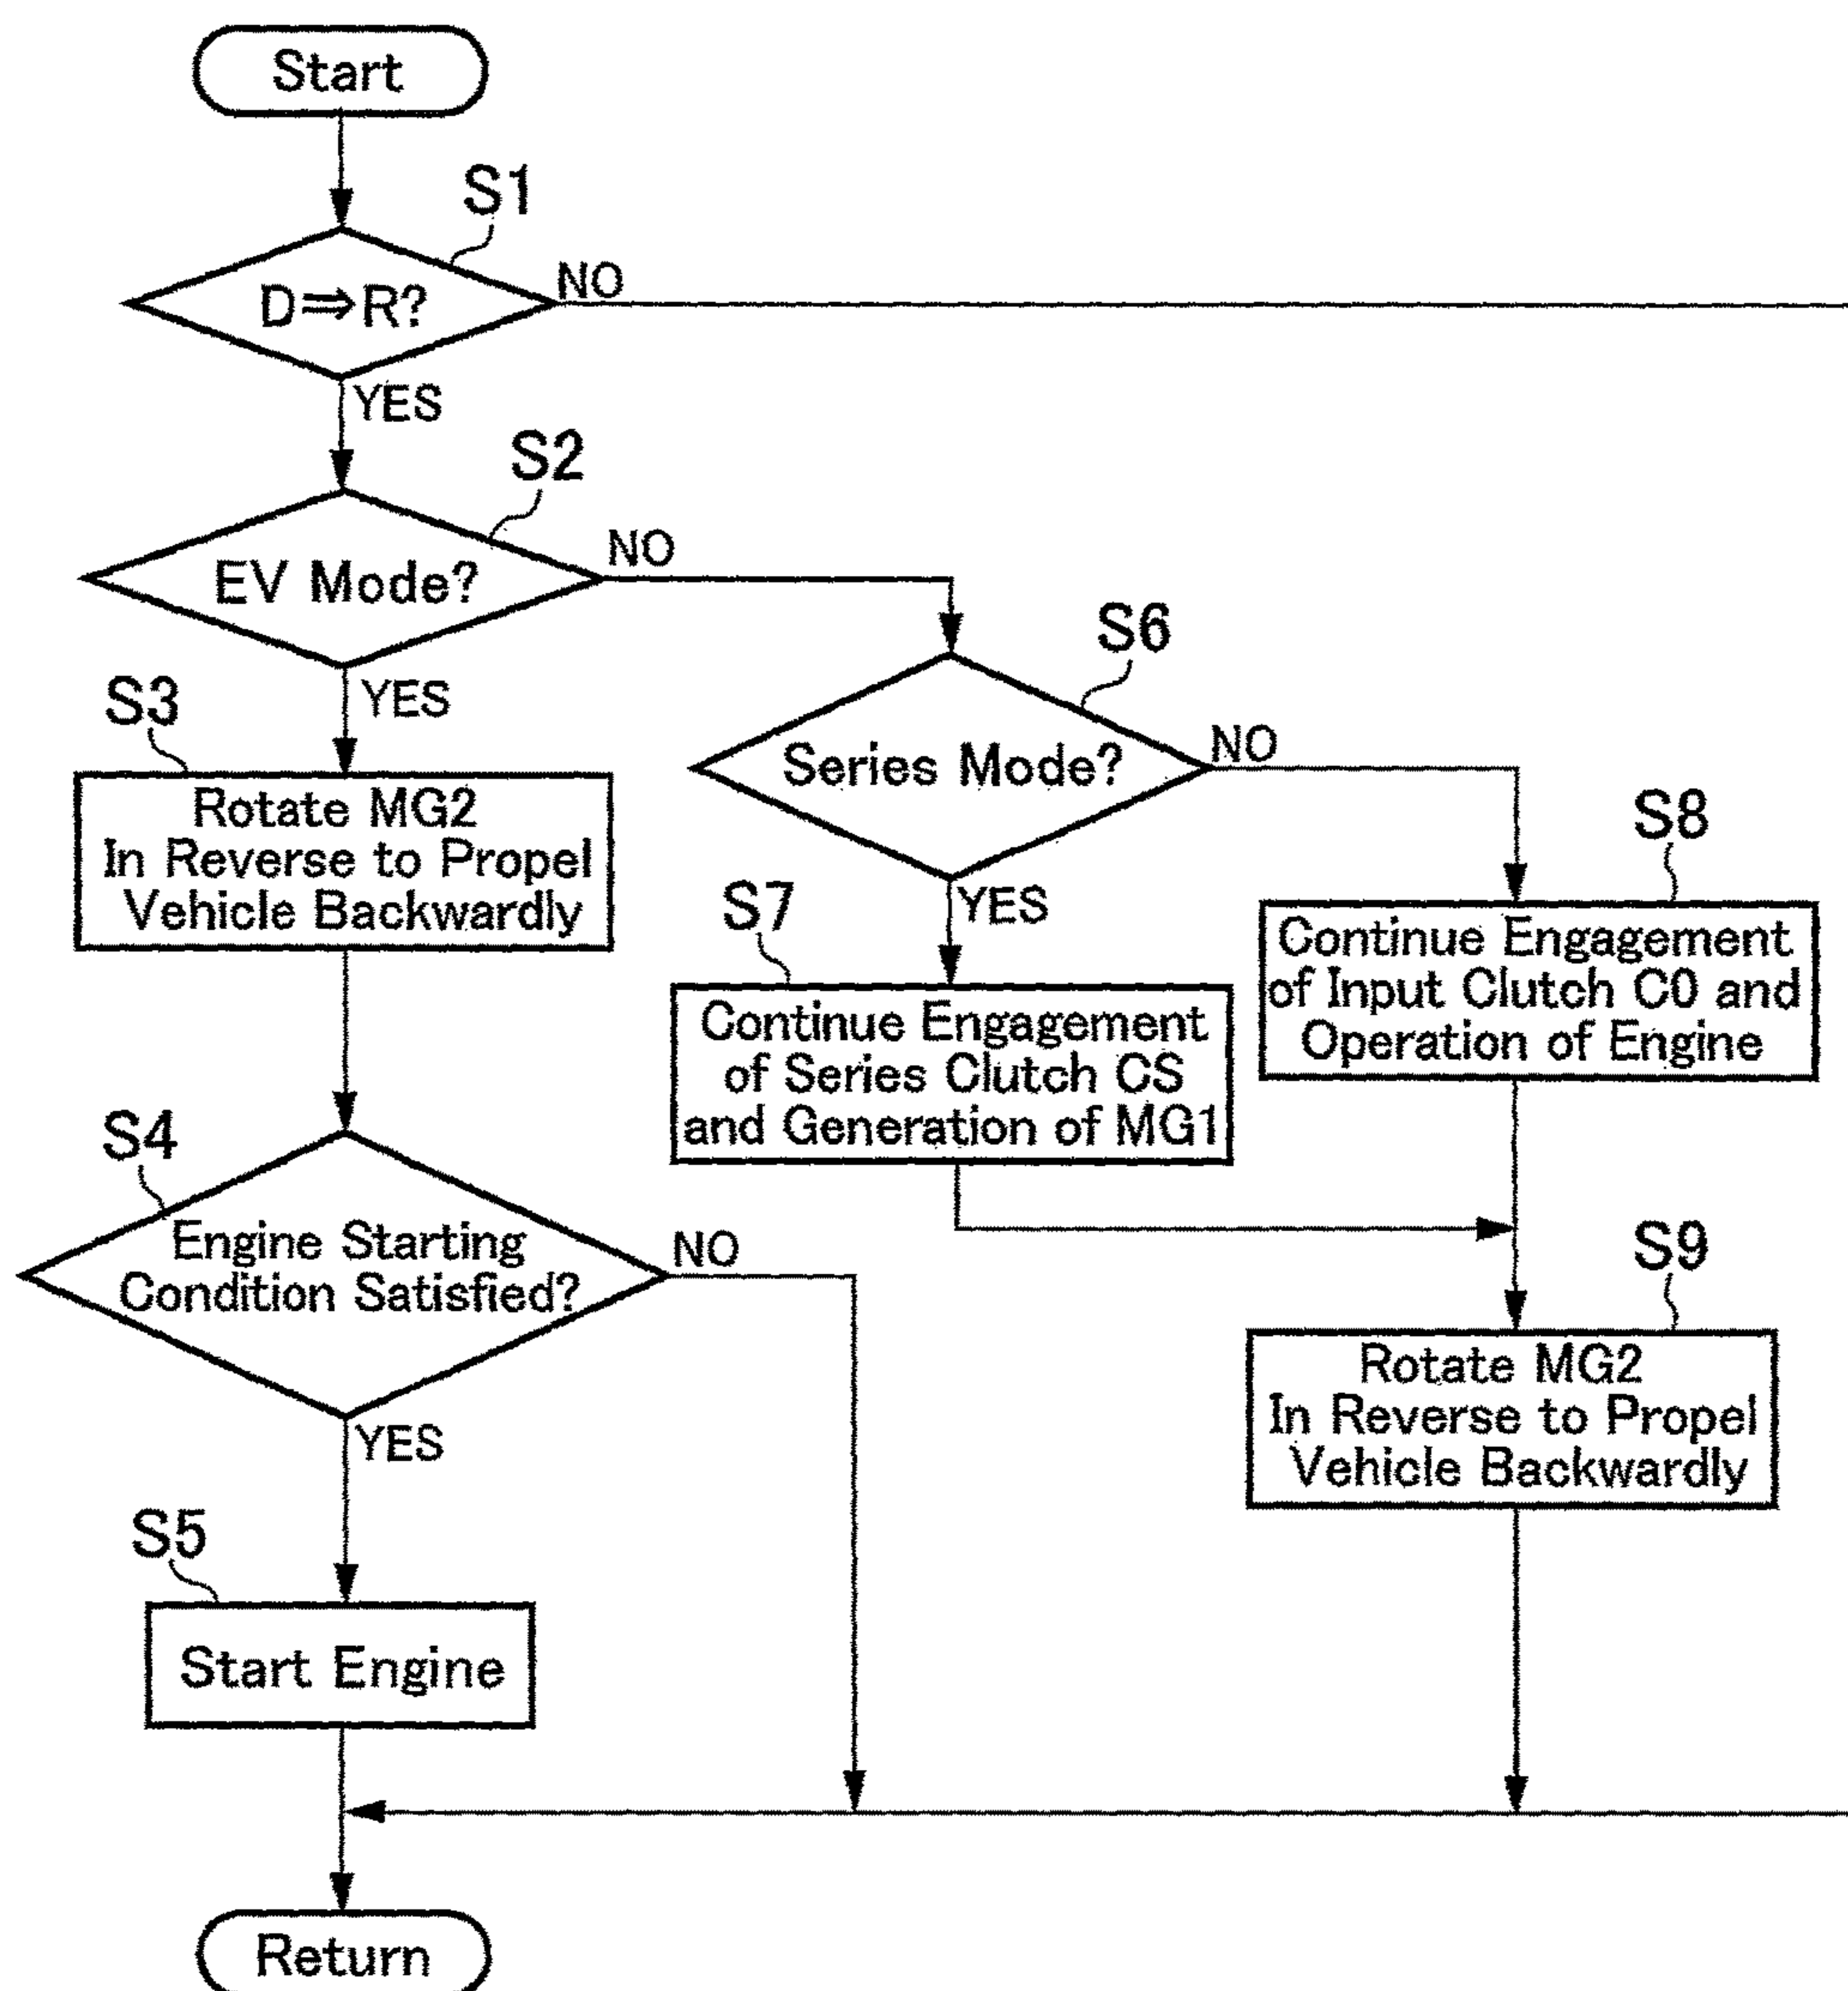 Start
S1
D⇒R?
NO
YES
S2
EV Mode?
NO
YES
S3
Rotate MG2
In Reverse to Propel
Vehicle Backwardly
S4
Engine Starting
Condition Satisfied?
NO
YES
S5
Start Engine
Return
S6
Series Mode?
NO
YES
S7
Continue Engagement
of Series Clutch CS
and Generation of MG1
S8
Continue Engagement
of Input Clutch C0 and
Operation of Engine
S9
Rotate MG2
In Reverse to Propel
Vehicle Backwardly